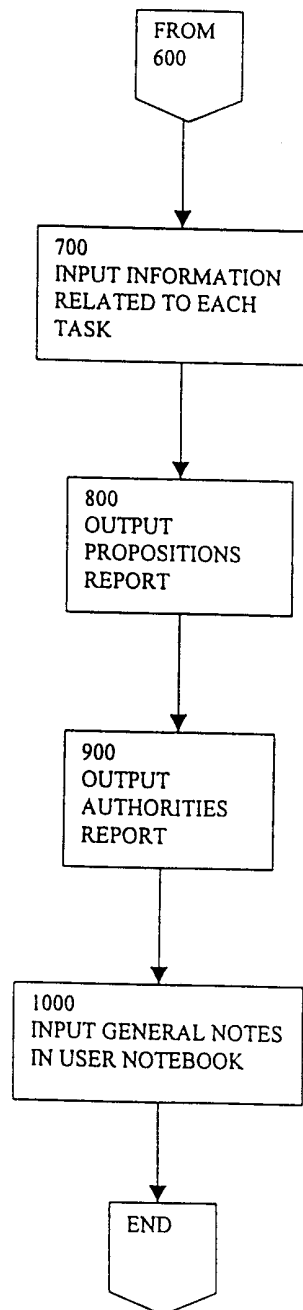 FROM
600
700
INPUT INFORMATION
RELATED TO EACH
TASK
800
OUTPUT
PROPOSITIONS
REPORT
900
OUTPUT
AUTHORITIES
REPORT
1000
INPUT GENERAL NOTES
IN USER NOTEBOOK
END